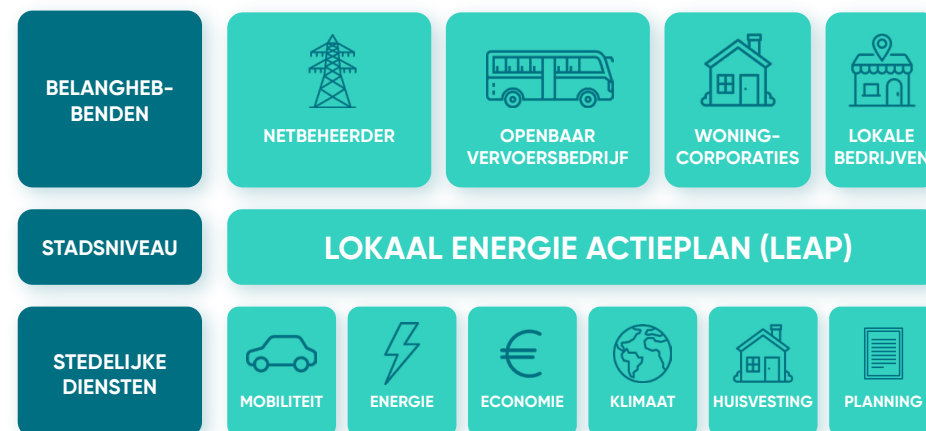 BELANGHEB-
BENDEN
NETBEHEERDER
OPENBAAR
VERVOERSBEDRIJF
WONING-
CORPORATIES
LOKALE
BEDRIJVEN
STADSNIVEAU
LOKAAL ENERGIE ACTIEPLAN (LEAP)
STEDELIJKE
DIENSTEN
MOBILITEIT
ENERGIE
ECONOMIE
KLIMAAT
HUISVESTING
PLANNING